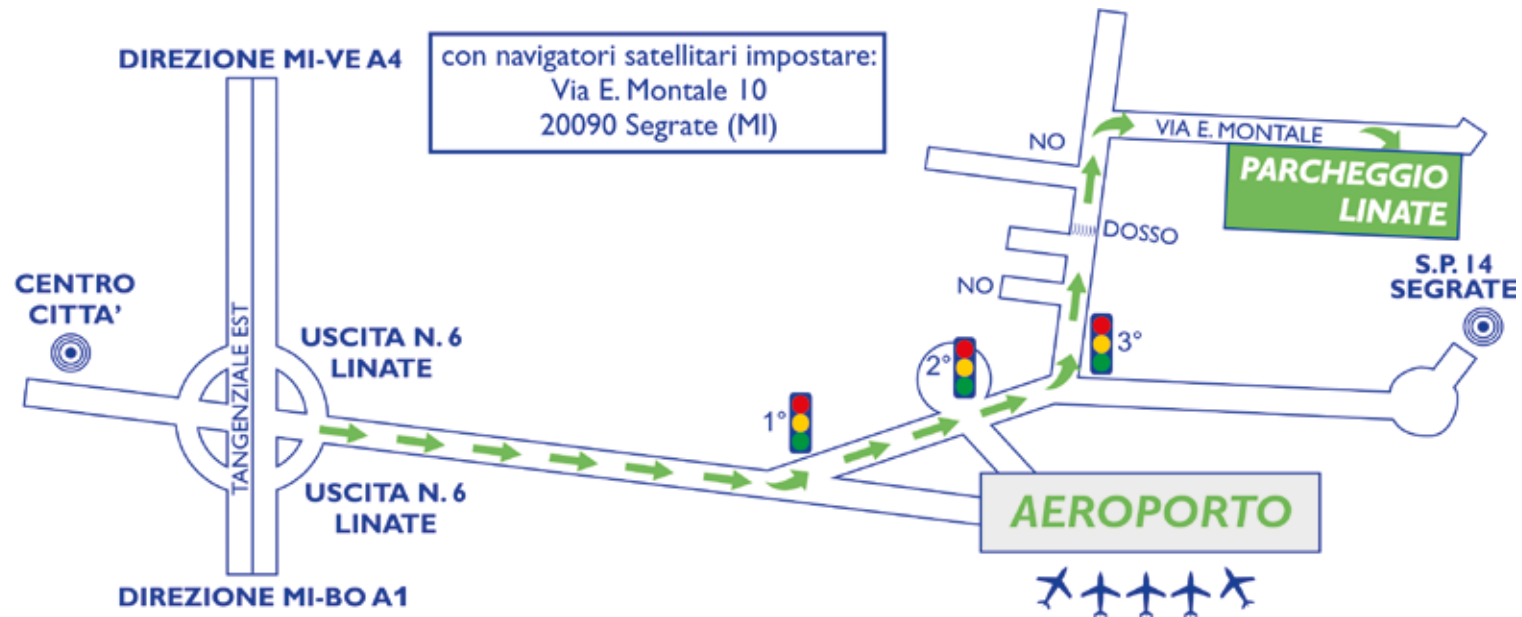 DIREZIONE MI-VE A4
con navigatori satellitari impostare:
Via E. Montale 10
20090 Segrate (MI)
NO
VIA E. MONTALE
PARCHEGGIO
LINATE
DOSSO
S.P. 14
SEGRATE
NO
CENTRO
CITTA'
TANGENZIALE EST
USCITA N. 6
LINATE
1°
2°
3°
USCITA N. 6
LINATE
AEROPORTO
DIREZIONE MI-BO A1